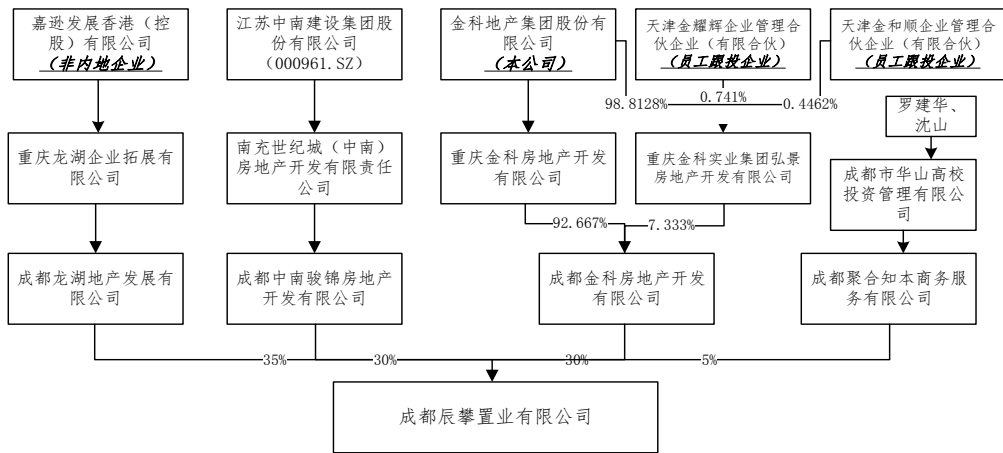 嘉逊发展香港（控
股）有限公司
（非内地企业）
江苏中南建设集团股
份有限公司
（000961.SZ）
金科地产集团股份有
限公司
（本公司）
天津金耀辉企业管理合
伙企业（有限合伙）
（员工跟投企业）
天津金和顺企业管理合
伙企业（有限合伙）
（员工跟投企业）
98.8128%
0.741%
0.4462%
罗建华、
沈山
重庆龙湖企业拓展有
限公司
南充世纪城（中南）
房地产开发有限责任
公司
重庆金科房地产开发
有限公司
重庆金科实业集团弘景
房地产开发有限公司
成都市华山高校
投资管理有限公
司
92.667%
7.333%
成都龙湖地产发展有
限公司
成都中南骏锦房地产
开发有限公司
成都金科房地产开发
有限公司
成都聚合知本商务服
务有限公司
35%
30%
30%
5%
成都辰攀置业有限公司